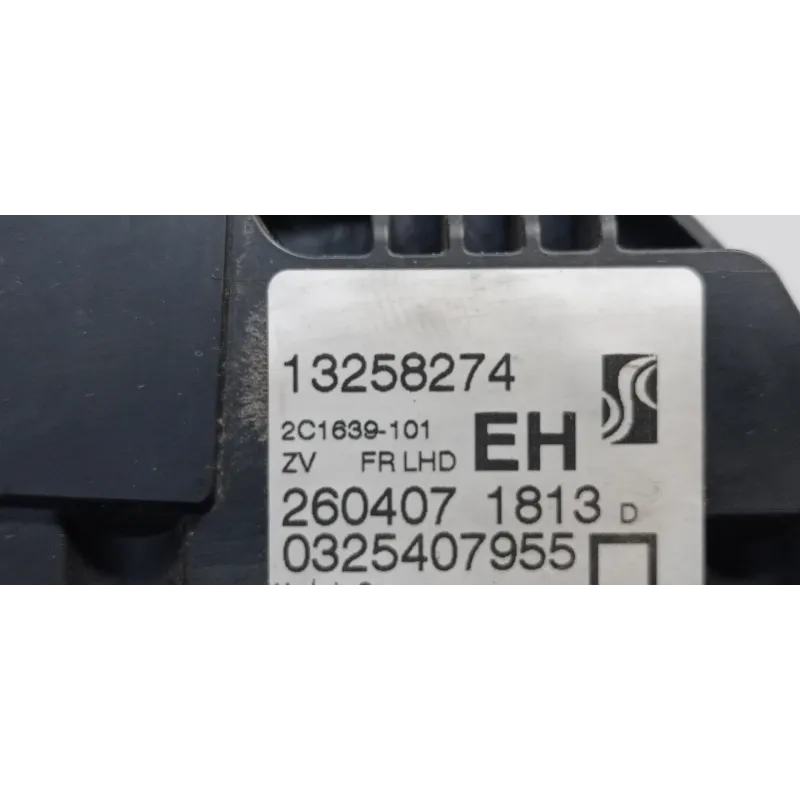 13258274
2C1639-101
ZV FR LHD EH
260407 1813 D
0325407955